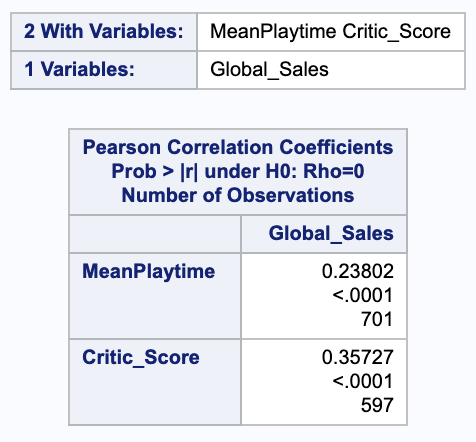 2 With Variables: MeanPlaytime Critic_Score
1 Variables: Global_Sales
Pearson Correlation Coefficients
Prob > |r| under H0: Rho=0
Number of Observations
Global_Sales
MeanPlaytime 0.23802
<.0001
701
Critic_Score 0.35727
<.0001
597